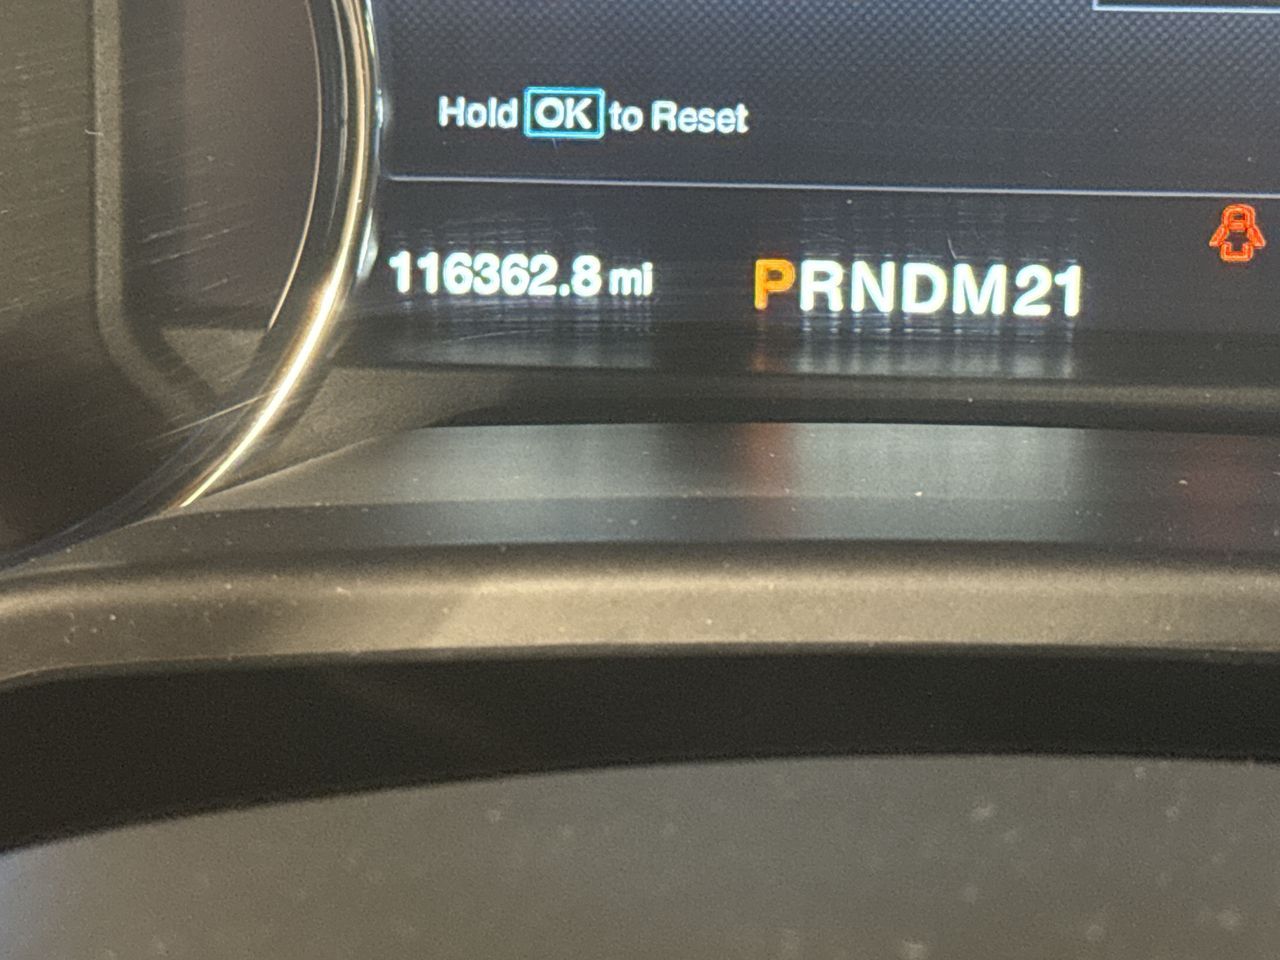 Hold OK to Reset
116362.8 mi PRNDM21